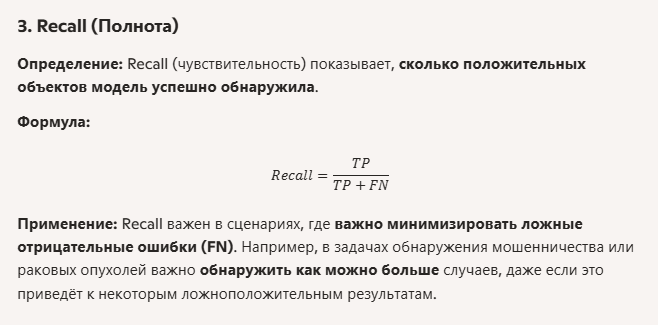 3. Recall (Полнота)
Определение: Recall (чувствительность) показывает, сколько положительных
объектов модель успешно обнаружила.
Формула:
Recall = TP / (TP + FN)
Применение: Recall важен в сценариях, где важно минимизировать ложные
отрицательные ошибки (FN). Например, в задачах обнаружения мошенничества или
раковых опухолей важно обнаружить как можно больше случаев, даже если это
приведёт к некоторым ложноположительным результатам.